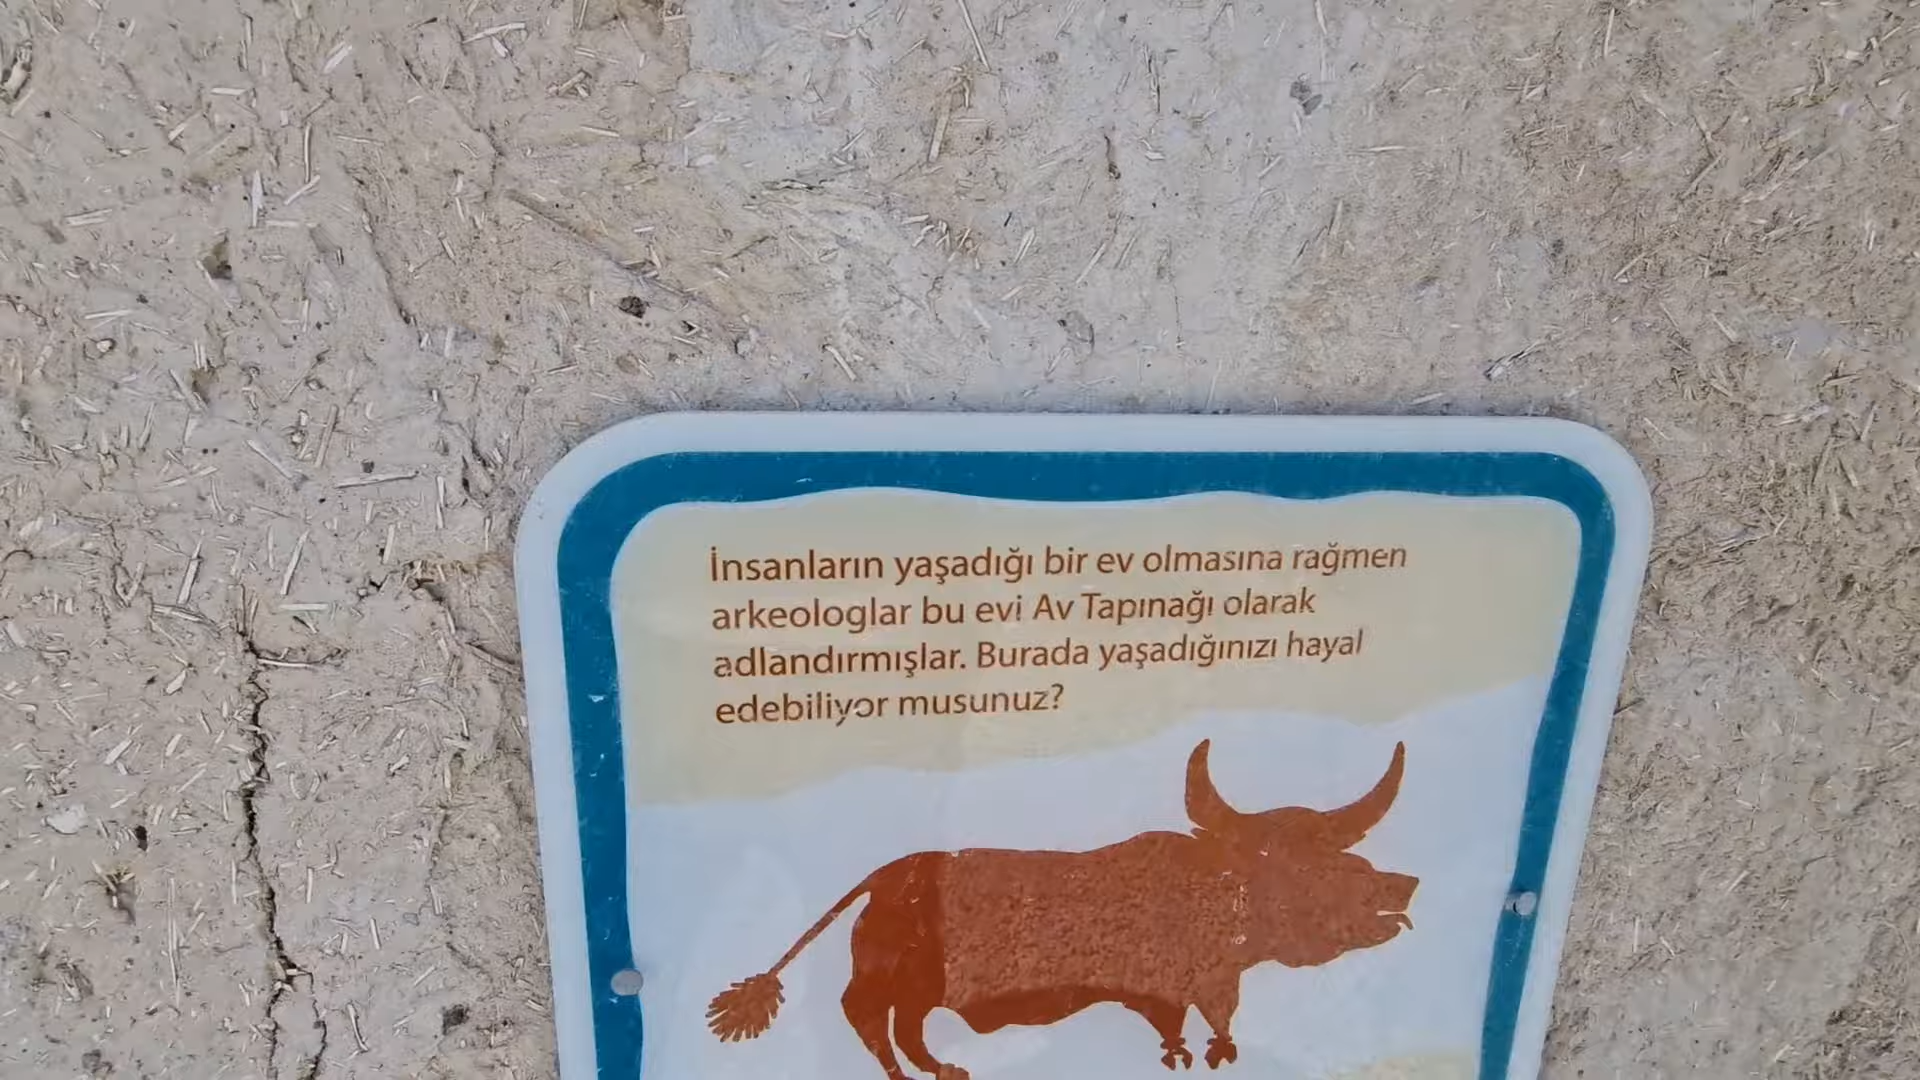 İnsanların yaşadığı bir ev olmasına rağmen
arkeologlar bu evi Av Tapınağı olarak
adlandırmışlar. Burada yaşadığınızı hayal
edebiliyor musunuz?